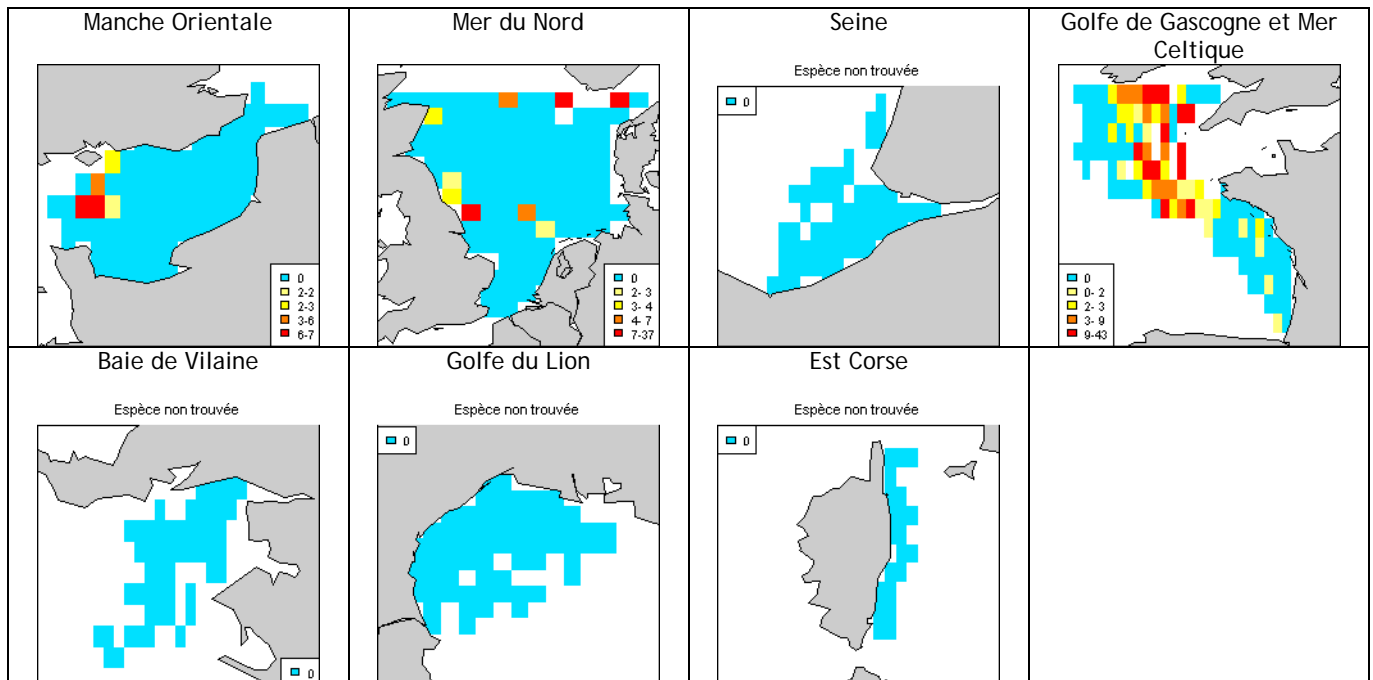 Manche Orientale
0
2-2
2-3
3-6
6-7
Mer du Nord
0
2- 3
3- 4
4- 7
7-37
Seine
Espèce non trouvée
0
Golfe de Gascogne et Mer
Celtique
0
0- 2
2- 3
3- 9
9-43
Baie de Vilaine
Espèce non trouvée
0
Golfe du Lion
Espèce non trouvée
0
Est Corse
Espèce non trouvée
0